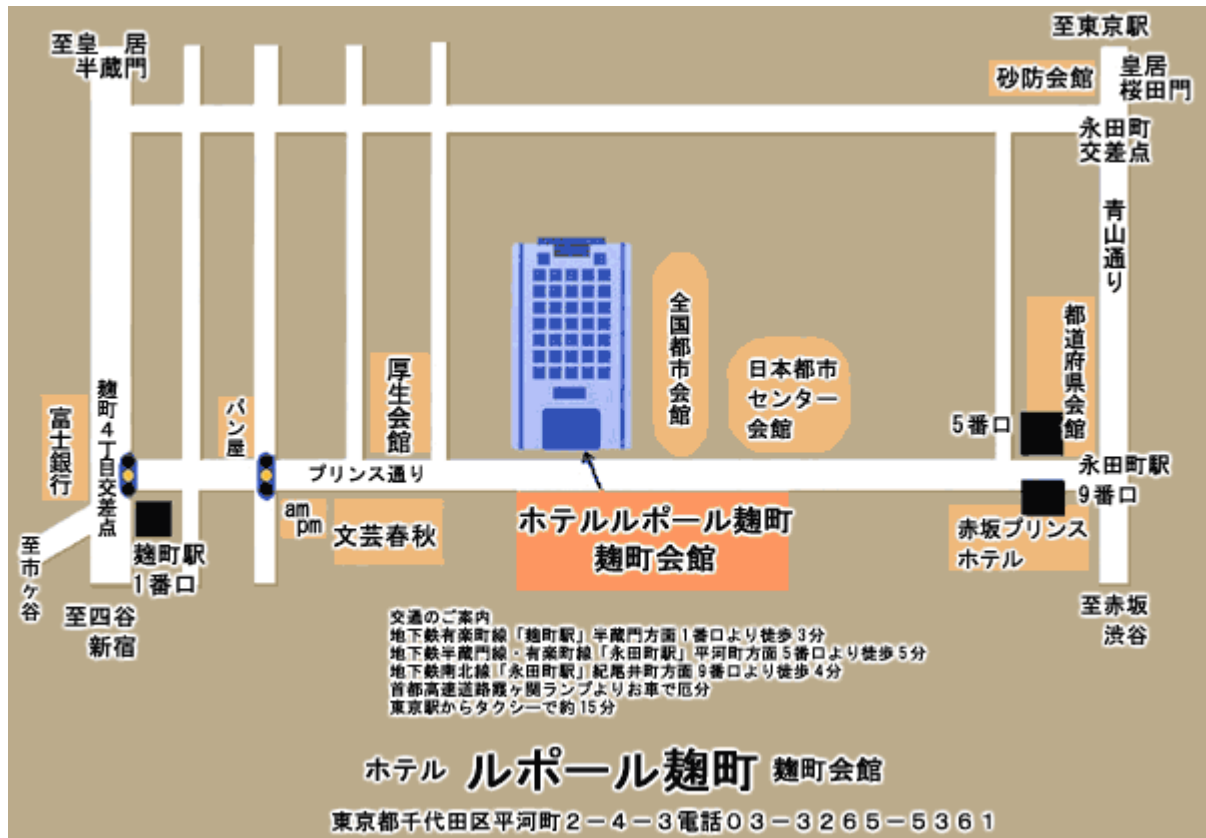 至皇　居
半蔵門
至東京駅
皇居
桜田門
砂防会館
永田町
交差点
青山通り
全国都市会館
日本都市
センター
会館
都道府県会館
5番口
厚生会館
パン屋
麹町4丁目交差点
富士銀行
プリンス通り
永田町駅
9番口
am
pm
文芸春秋
ホテルルポール麹町
麹町会館
赤坂プリンス
ホテル
麹町駅
1番口
至市ヶ谷
至四谷
新宿
至赤坂
渋谷
交通のご案内
地下鉄有楽町線「麹町駅」半蔵門方面1番口より徒歩3分
地下鉄半蔵門線・有楽町線「永田町駅」平河町方面5番口より徒歩5分
地下鉄南北線「永田町駅」紀尾井町方面9番口より徒歩4分
首都高速道路霞ヶ関ランプよりお車で厄分
東京駅からタクシーで約15分
ホテル ルポール麹町 麹町会館
東京都千代田区平河町２－４－３電話０３－３２６５－５３６１